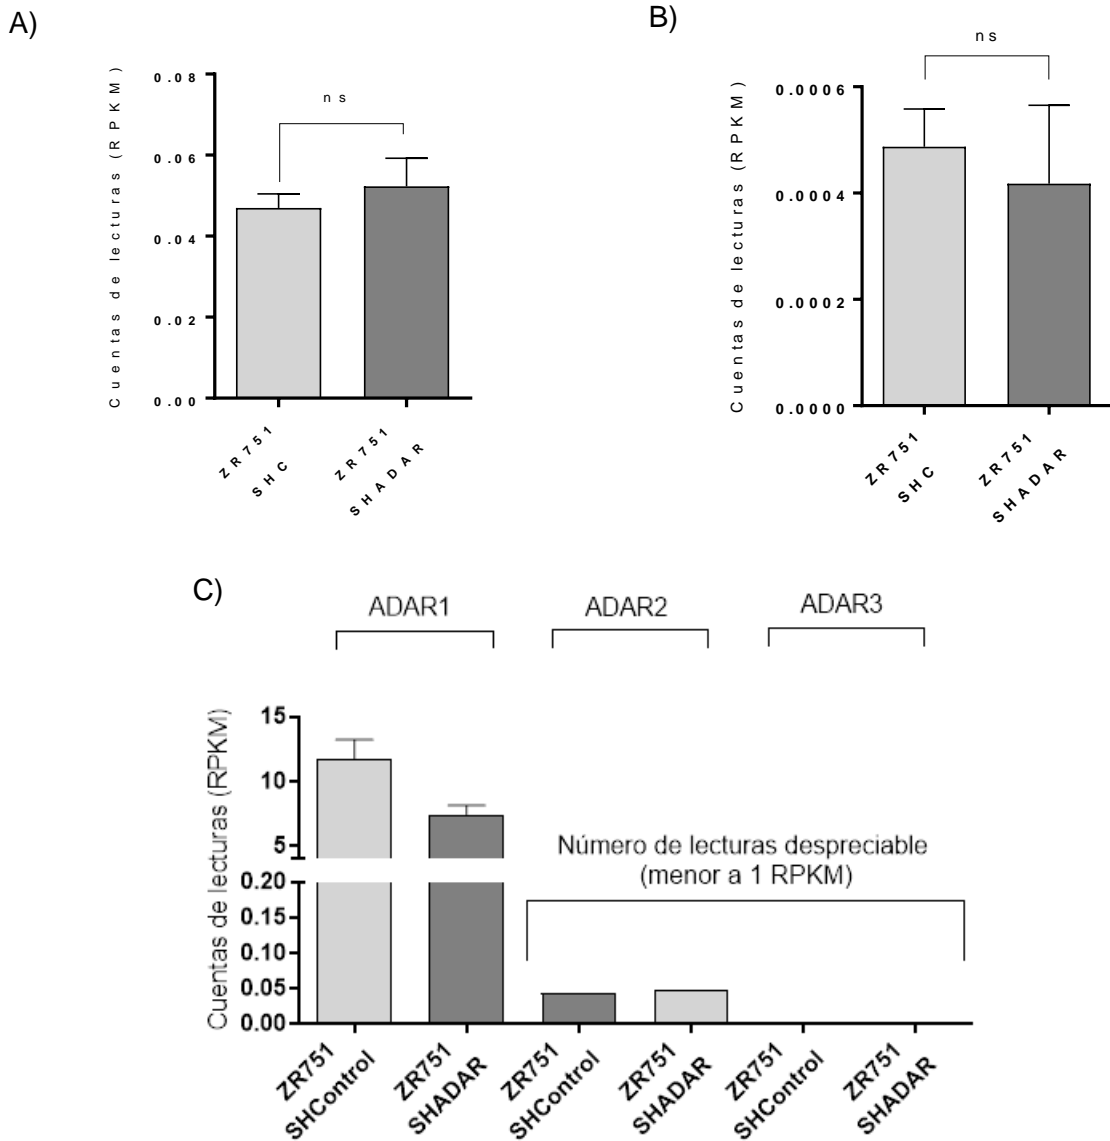 A)
Cuentas de lecturas (RPKM)
0.08
0.06
0.04
0.02
0.00
ns
ZR751
SHC
ZR751
SHADAR
B)
Cuentas de lecturas (RPKM)
0.0006
0.0004
0.0002
0.0000
ns
ZR751
SHC
ZR751
SHADAR
C)
ADAR1
ADAR2
ADAR3
Cuentas de lecturas (RPKM)
15
10
5
0.20
0.15
0.10
0.05
0.00
Número de lecturas despreciable
(menor a 1 RPKM)
ZR751
SHControl
ZR751
SHADAR
ZR751
SHControl
ZR751
SHADAR
ZR751
SHControl
ZR751
SHADAR